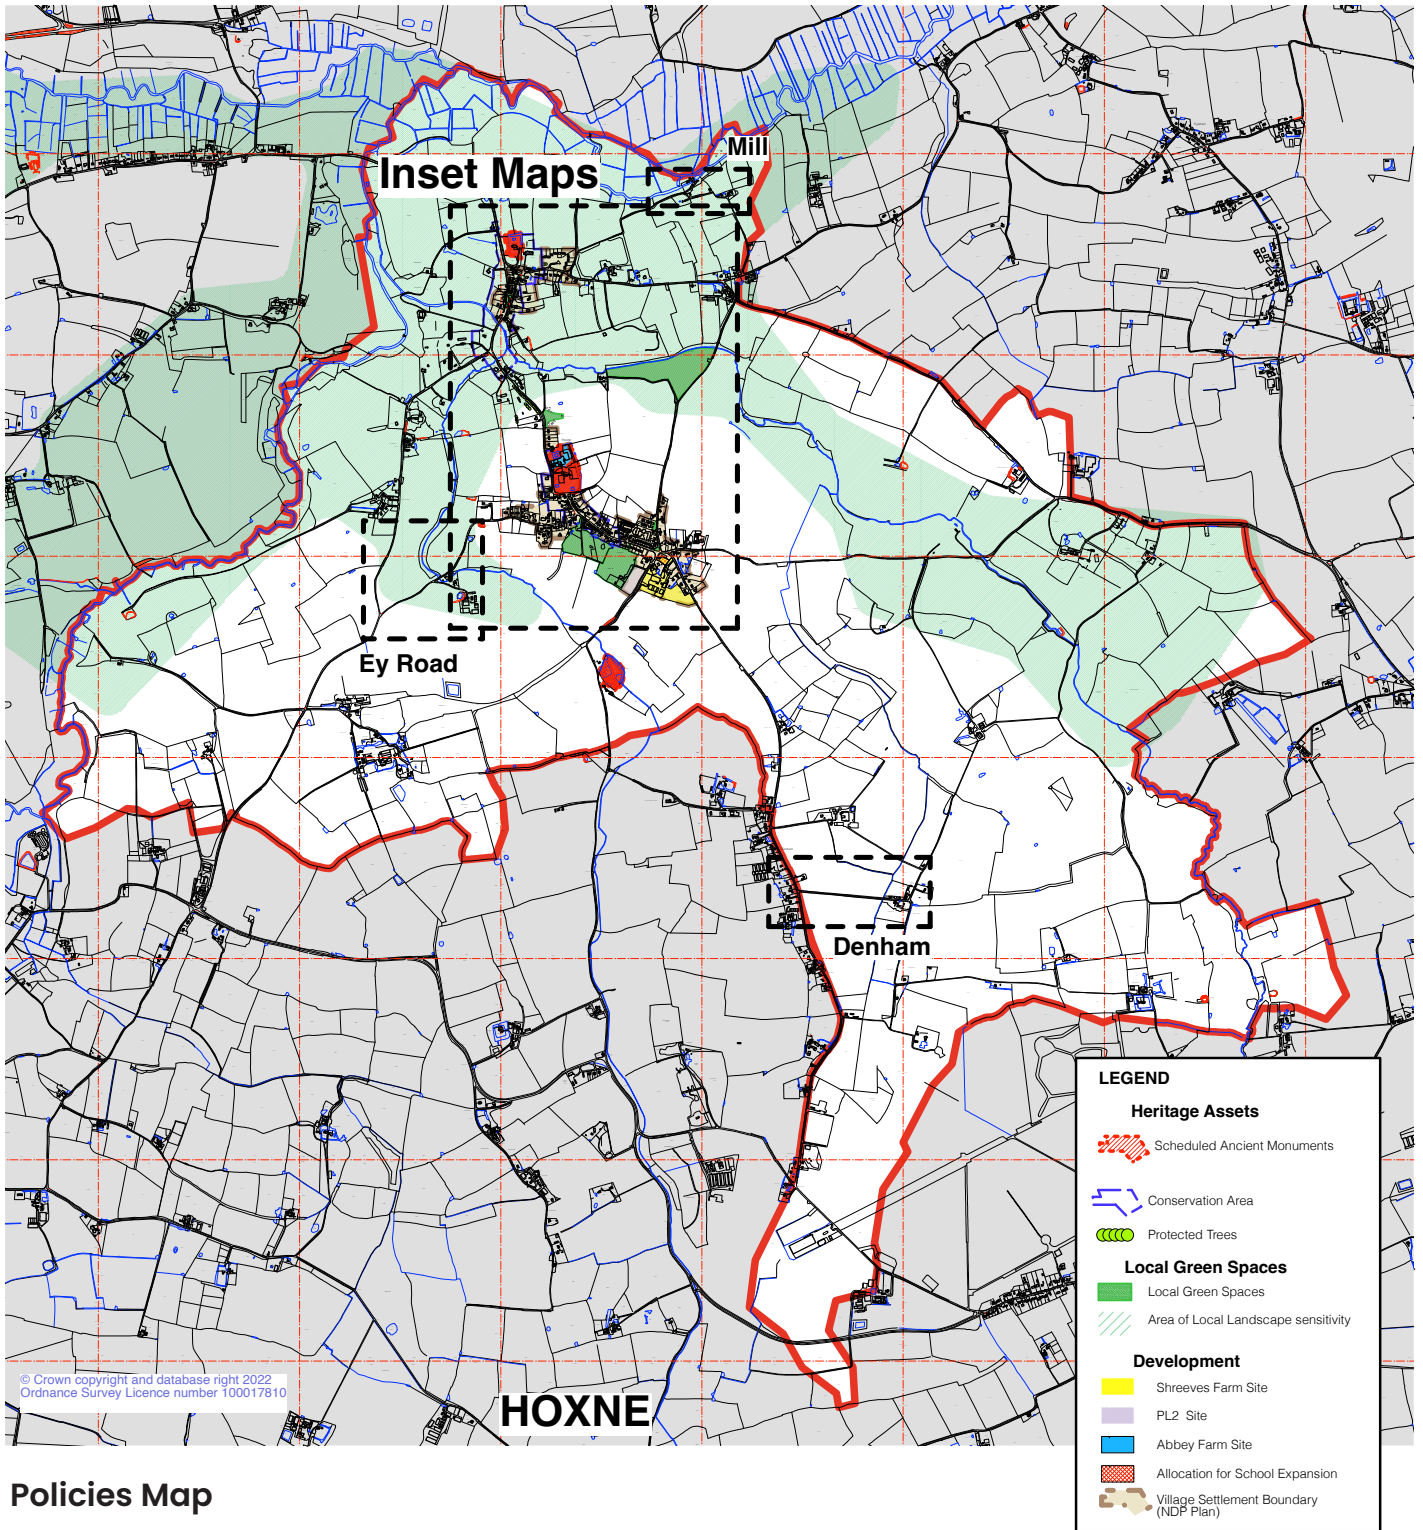 Mill
Inset Maps
Ey Road
Denham
LEGEND
Heritage Assets
Scheduled Ancient Monuments
Conservation Area
Protected Trees
Local Green Spaces
Local Green Spaces
Area of Local Landscape sensitivity
Development
Shreeves Farm Site
PL2 Site
Abbey Farm Site
Allocation for School Expansion
Village Settlement Boundary
(NDP Plan)
© Crown copyright and database right 2022
Ordnance Survey Licence number 100017810
HOXNE
Policies Map